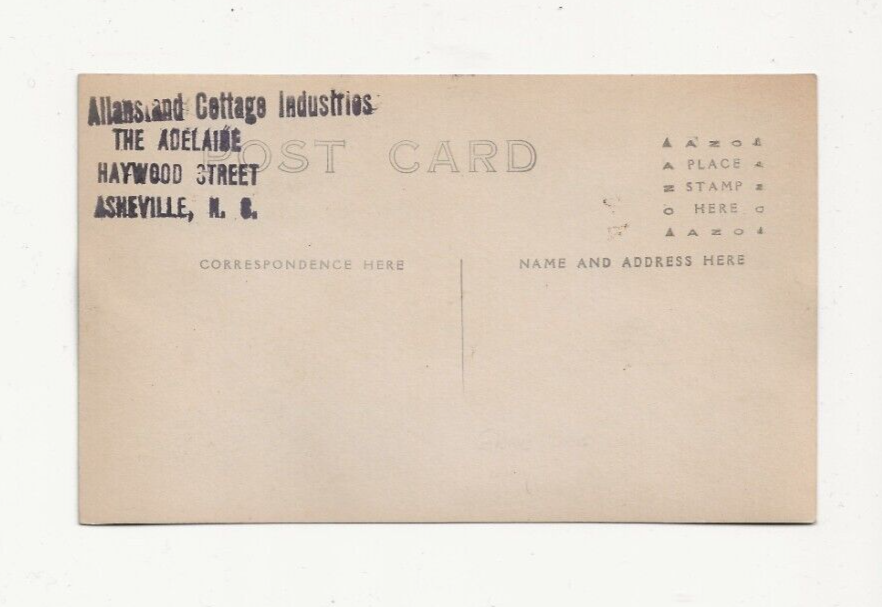 Allanstand Cottage Industries
THE ADELAIDE
HAYWOOD STREET
ASHEVILLE, N. C.
POST CARD
AZO
PLACE
STAMP
HERE
AZO
CORRESPONDENCE HERE
NAME AND ADDRESS HERE